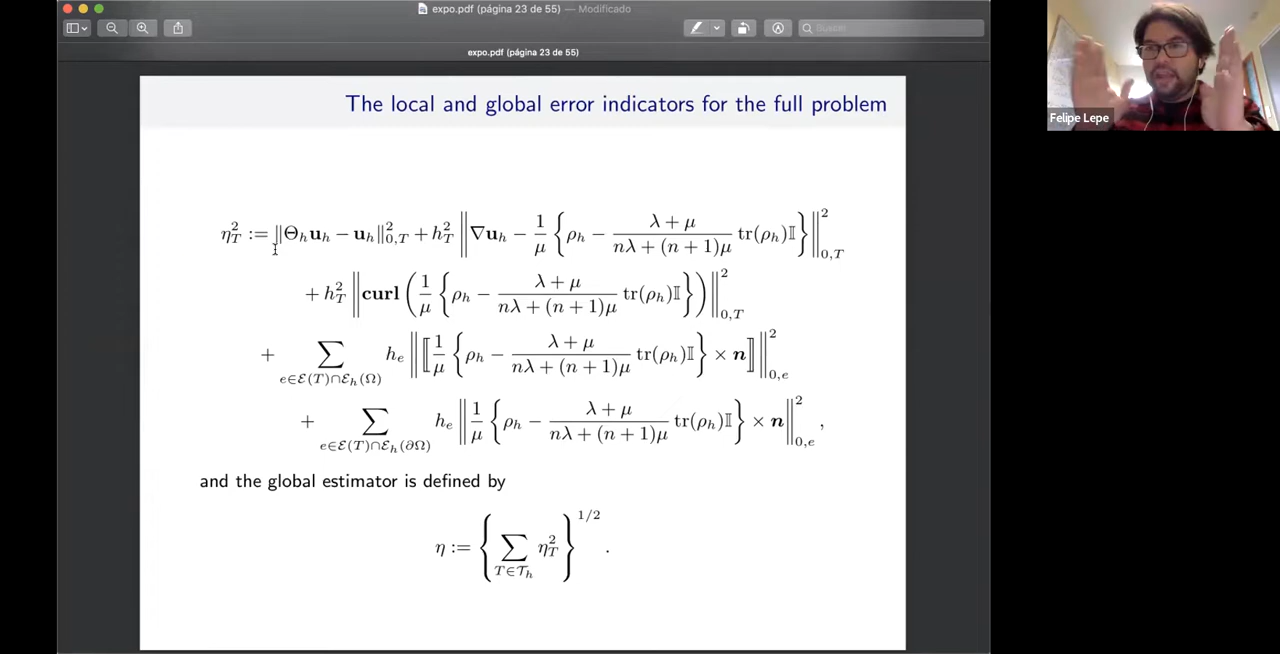 expo.pdf (página 23 de 55) — Modificado
Buscar
expo.pdf (página 23 de 55)
The local and global error indicators for the full problem
η_T^2 := ‖Θ_h u_h − u_h‖_{0,T}^2 + h_T^2 ‖∇u_h − 1/μ {ρ_h − (λ + μ)/(nλ + (n + 1)μ) tr(ρ_h)𝕀}‖_{0,T}^2
+ h_T^2 ‖curl (1/μ {ρ_h − (λ + μ)/(nλ + (n + 1)μ) tr(ρ_h)𝕀})‖_{0,T}^2
+ ∑_{e∈ℰ(T)∩ℰ_h(Ω)} h_e ‖⟦1/μ {ρ_h − (λ + μ)/(nλ + (n + 1)μ) tr(ρ_h)𝕀} × n⟧‖_{0,e}^2
+ ∑_{e∈ℰ(T)∩ℰ_h(∂Ω)} h_e ‖1/μ {ρ_h − (λ + μ)/(nλ + (n + 1)μ) tr(ρ_h)𝕀} × n‖_{0,e}^2 ,
and the global estimator is defined by
η := {∑_{T∈𝒯_h} η_T^2}^{1/2} .
Felipe Lepe